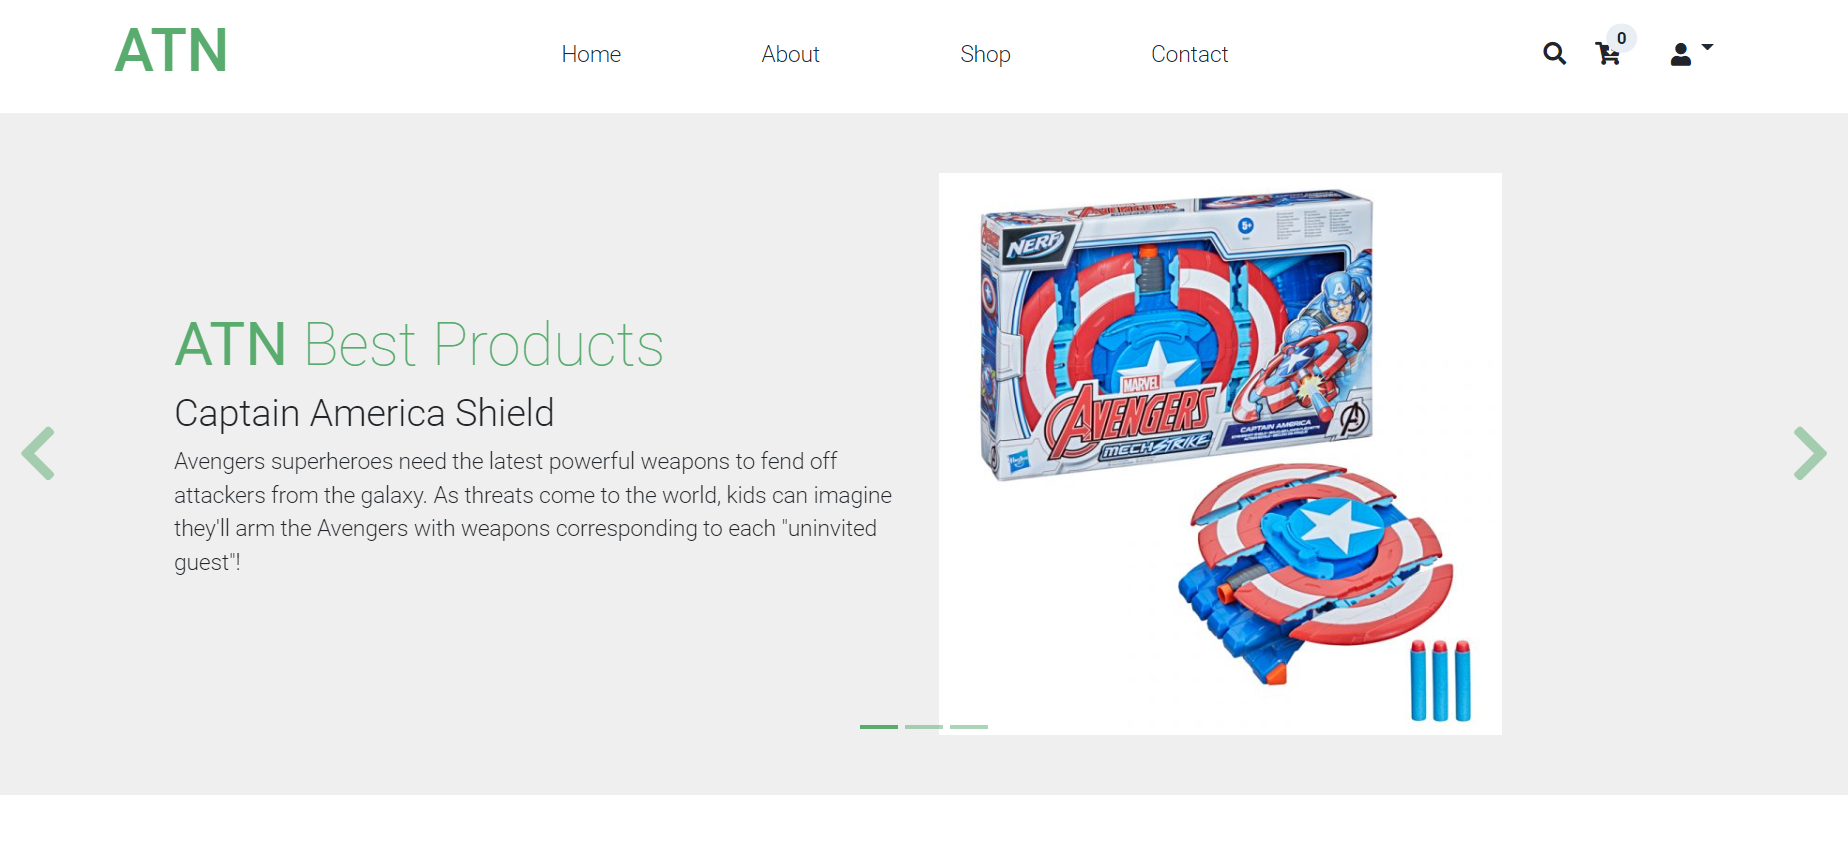 ATN
Home
About
Shop
Contact
0
ATN Best Products
Captain America Shield
Avengers superheroes need the latest powerful weapons to fend off
attackers from the galaxy. As threats come to the world, kids can imagine
they'll arm the Avengers with weapons corresponding to each "uninvited
guest"!
NERF
5+
MARVEL
AVENGERS
MECH STRIKE
CAPTAIN AMERICA
Hasbro